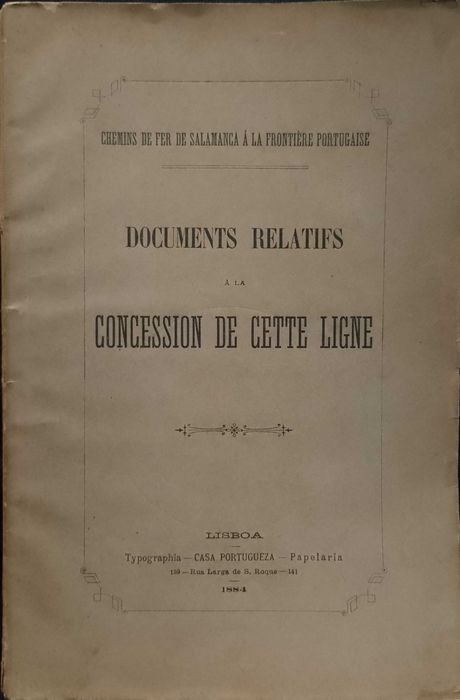 CHEMINS DE FER DE SALAMANCA Á LA FRONTIÈRE PORTUGAISE
DOCUMENTS RELATIFS
Á LA
CONCESSION DE CETTE LIGNE
LISBOA
Typographia — CASA PORTUGUEZA — Papelaria
139 — Rua Larga de S. Roque — 141
1884